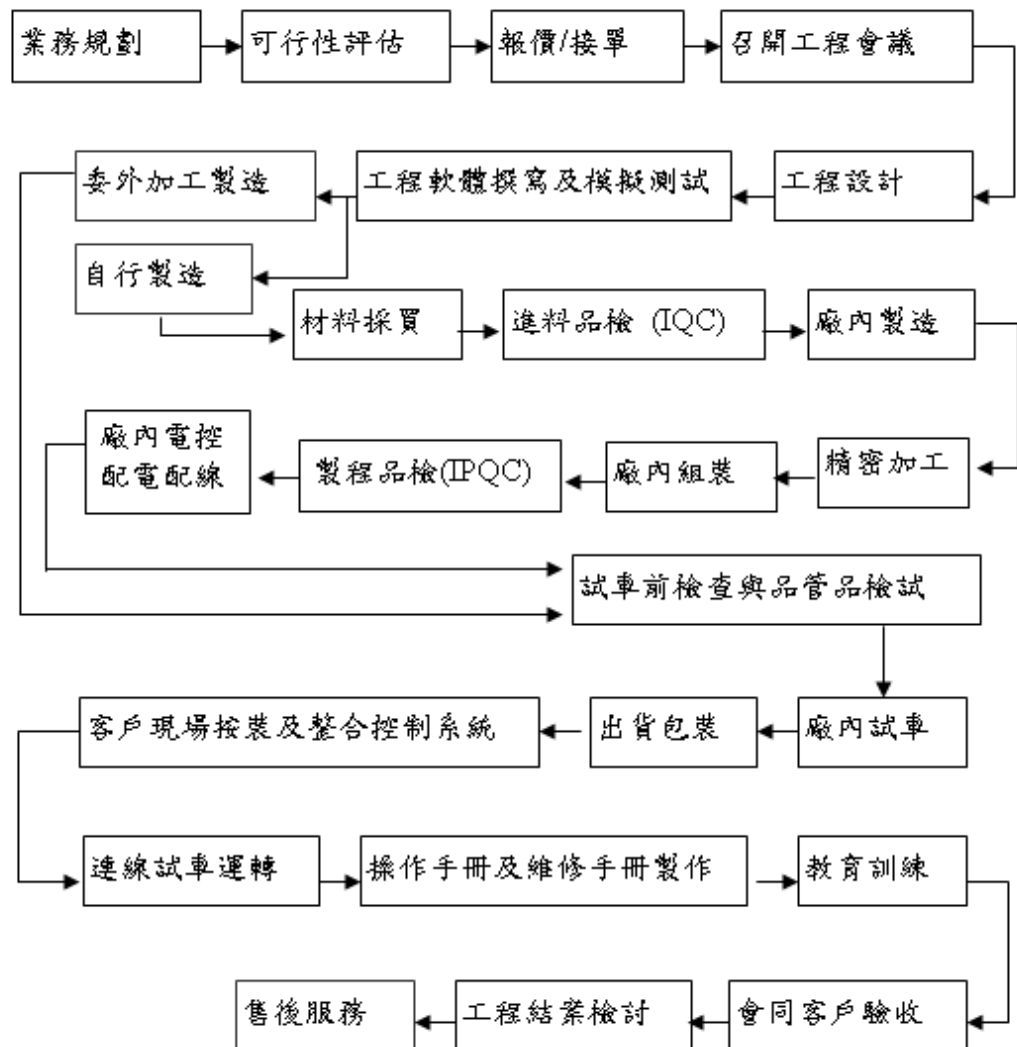 業務規劃
可行性評估
報價/接單
召開工程會議
委外加工製造
工程軟體撰寫及模擬測試
工程設計
自行製造
材料採買
進料品檢 (IQC)
廠內製造
廠內電控
配電配線
製程品檢(IPQC)
廠內組裝
精密加工
試車前檢查與品管品檢試
客戶現場按裝及整合控制系統
出貨包裝
廠內試車
連線試車運轉
操作手冊及維修手冊製作
教育訓練
售後服務
工程結案檢討
會同客戶驗收